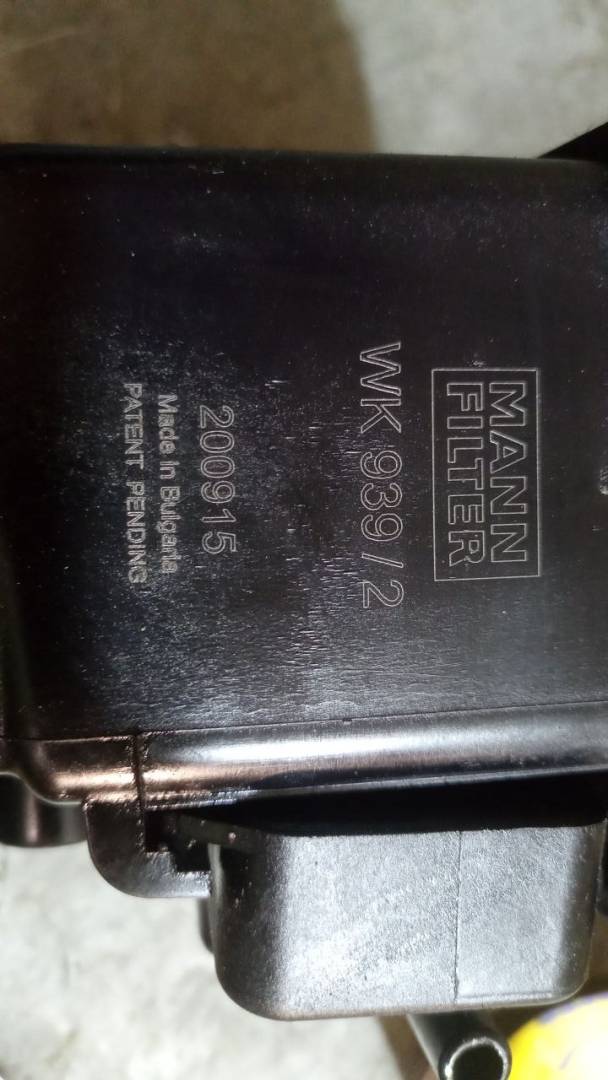 MANN
FILTER
WK 939 / 2
200915
Made in Bulgaria
PATENT PENDING